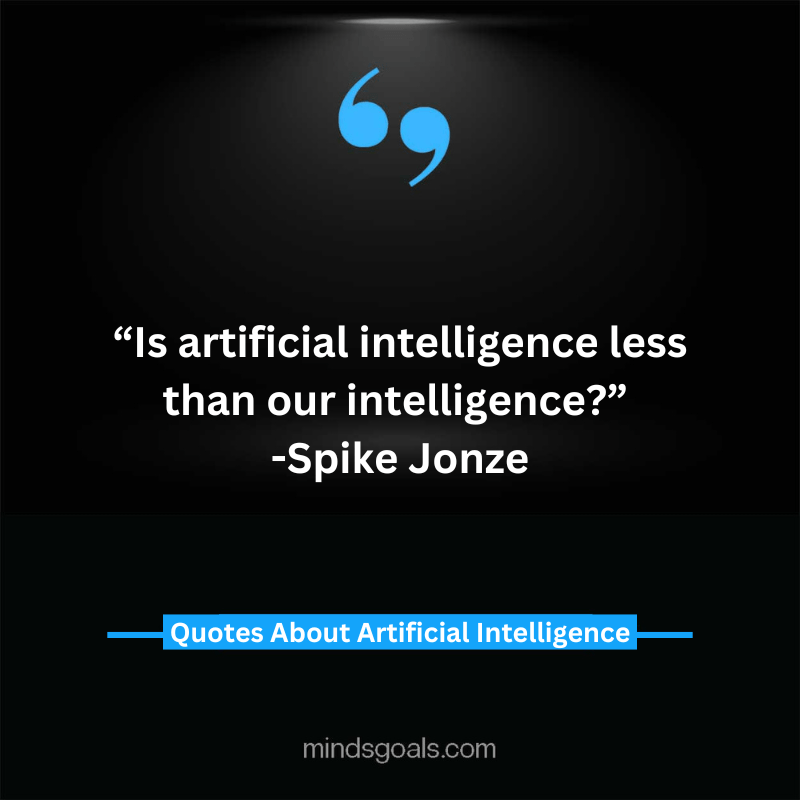 “Is artificial intelligence less
than our intelligence?”
-Spike Jonze
Quotes About Artificial Intelligence
mindsgoals.com